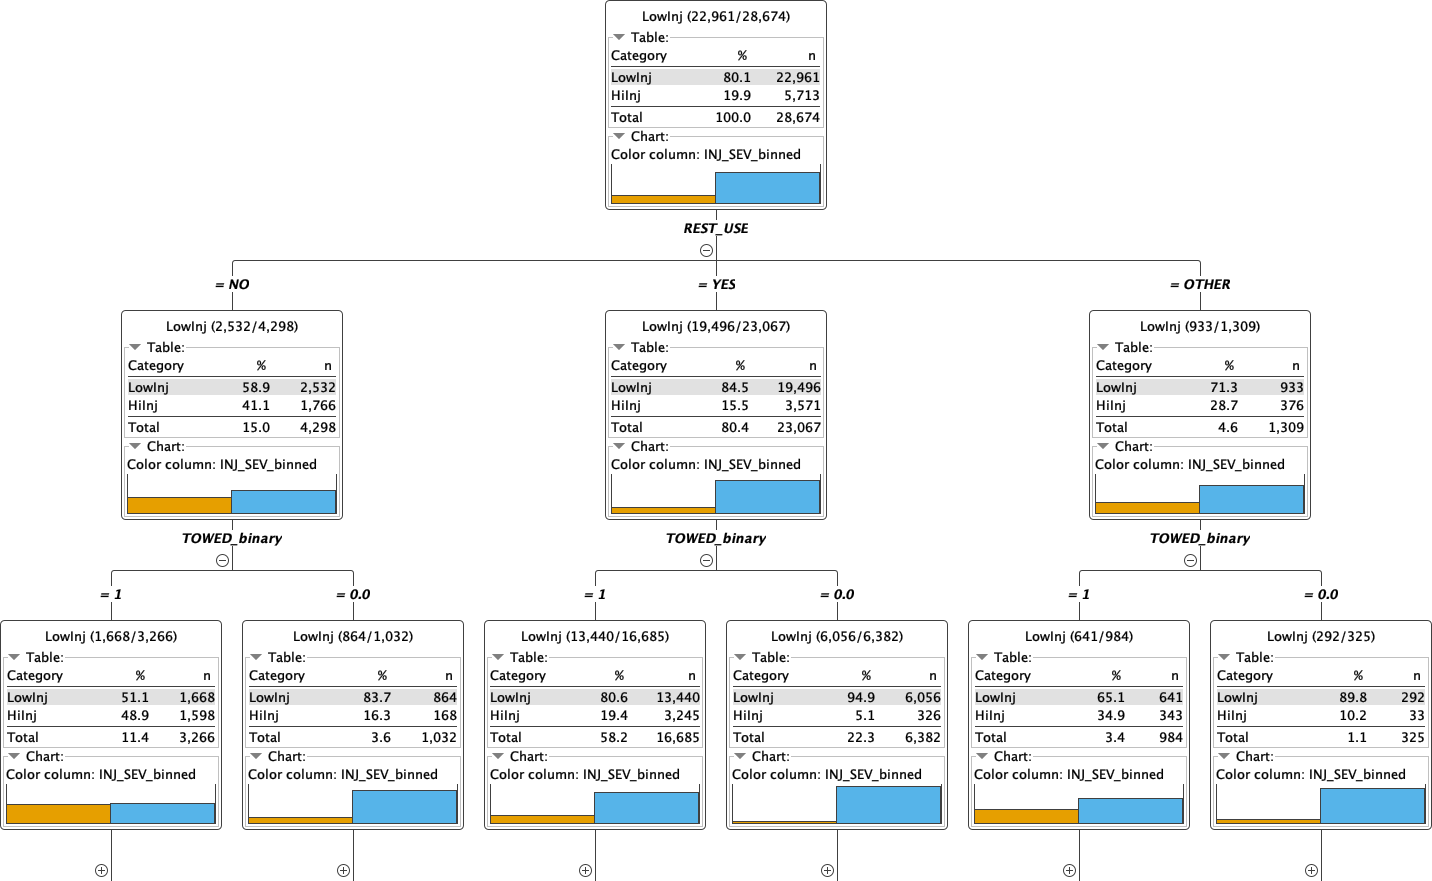 LowInj (22,961/28,674)
Table:
Category % n
LowInj 80.1 22,961
HiInj 19.9 5,713
Total 100.0 28,674
Chart:
Color column: INJ_SEV_binned
REST_USE
= NO
= YES
= OTHER
LowInj (2,532/4,298)
Table:
Category % n
LowInj 58.9 2,532
HiInj 41.1 1,766
Total 15.0 4,298
Chart:
Color column: INJ_SEV_binned
TOWED_binary
LowInj (19,496/23,067)
Table:
Category % n
LowInj 84.5 19,496
HiInj 15.5 3,571
Total 80.4 23,067
Chart:
Color column: INJ_SEV_binned
TOWED_binary
LowInj (933/1,309)
Table:
Category % n
LowInj 71.3 933
HiInj 28.7 376
Total 4.6 1,309
Chart:
Color column: INJ_SEV_binned
TOWED_binary
= 1
= 0.0
= 1
= 0.0
= 1
= 0.0
LowInj (1,668/3,266)
Table:
Category % n
LowInj 51.1 1,668
HiInj 48.9 1,598
Total 11.4 3,266
Chart:
Color column: INJ_SEV_binned
LowInj (864/1,032)
Table:
Category % n
LowInj 83.7 864
HiInj 16.3 168
Total 3.6 1,032
Chart:
Color column: INJ_SEV_binned
LowInj (13,440/16,685)
Table:
Category % n
LowInj 80.6 13,440
HiInj 19.4 3,245
Total 58.2 16,685
Chart:
Color column: INJ_SEV_binned
LowInj (6,056/6,382)
Table:
Category % n
LowInj 94.9 6,056
HiInj 5.1 326
Total 22.3 6,382
Chart:
Color column: INJ_SEV_binned
LowInj (641/984)
Table:
Category % n
LowInj 65.1 641
HiInj 34.9 343
Total 3.4 984
Chart:
Color column: INJ_SEV_binned
LowInj (292/325)
Table:
Category % n
LowInj 89.8 292
HiInj 10.2 33
Total 1.1 325
Chart:
Color column: INJ_SEV_binned